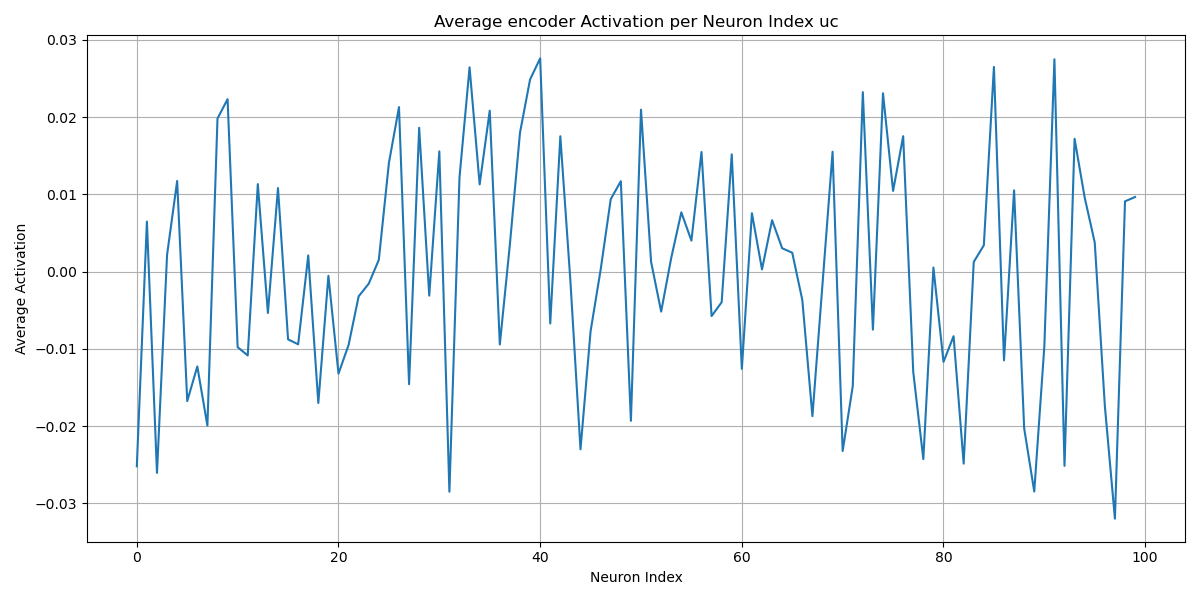 Average encoder Activation per Neuron Index uc
0.03
0.02
0.01
0.00
−0.01
−0.02
−0.03
Average Activation
0 20 40 60 80 100
Neuron Index